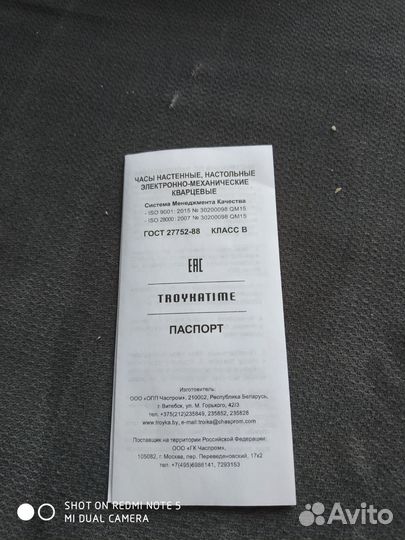 ЧАСЫ НАСТЕННЫЕ, НАСТОЛЬНЫЕ
ЭЛЕКТРОННО-МЕХАНИЧЕСКИЕ
КВАРЦЕВЫЕ
Система Менеджмента Качества
- ISO 9001: 2015 № 30200098 QM15
- ISO 29000: 2007 № 30200098 QM15
ГОСТ 27752-88 КЛАСС В
EAC
TROYKATIME
ПАСПОРТ
Изготовитель:
ООО «ОПП Часпром», 210002, Республика Беларусь,
г. Витебск, ул. М. Горького, 42/3
тел. +375(212)235849, 235852, 235828
www.troyka.by, e-mail:troika@chasprom.com
Поставщик на территории Российской Федерации:
ООО «ГК Часпром»,
105082, г. Москва, пер. Переведеновский, 17к2
тел. +7(495)6988141, 7293153
SHOT ON REDMI NOTE 5
MI DUAL CAMERA
Avito